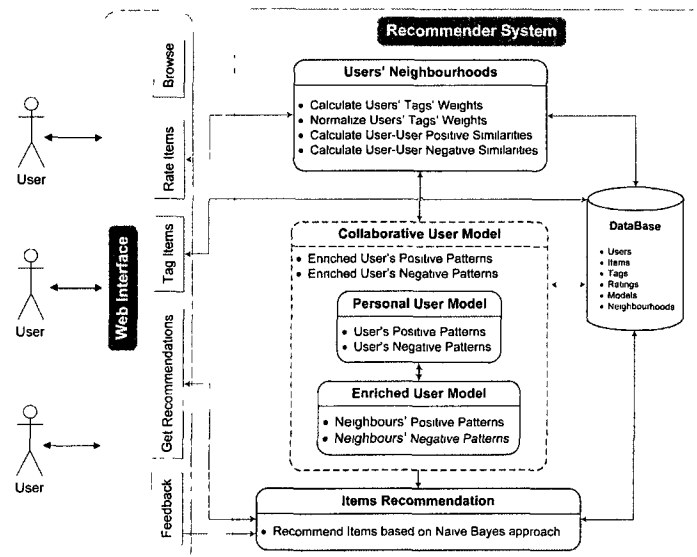 Recommender System
Browse
Rate Items
Tag Items
Get Recommendations
Feedback
Web Interface
User
User
User
Users' Neighbourhoods
• Calculate Users' Tags' Weights
• Normalize Users' Tags' Weights
• Calculate User-User Positive Similarities
• Calculate User-User Negative Similarities
Collaborative User Model
• Enriched User's Positive Patterns
• Enriched User's Negative Patterns
Personal User Model
• User's Positive Patterns
• User's Negative Patterns
Enriched User Model
• Neighbours' Positive Patterns
• Neighbours' Negative Patterns
Items Recommendation
• Recommend Items based on Naive Bayes approach
DataBase
• Users
• Items
• Tags
• Ratings
• Models
• Neighbourhoods